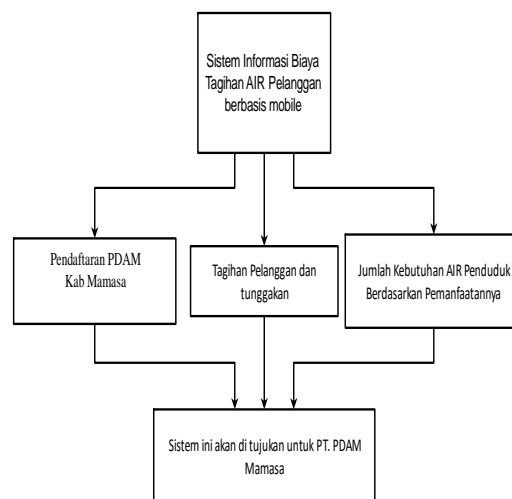 Sistem Informasi Biaya
Tagihan AIR Pelanggan
berbasis mobile
Pendaftaran PDAM
Kab Mamasa
Tagihan Pelanggan dan
tunggakan
Jumlah Kebutuhan AIR Penduduk
Berdasarkan Pemanfaatannya
Sistem ini akan di tujukan untuk PT. PDAM
Mamasa